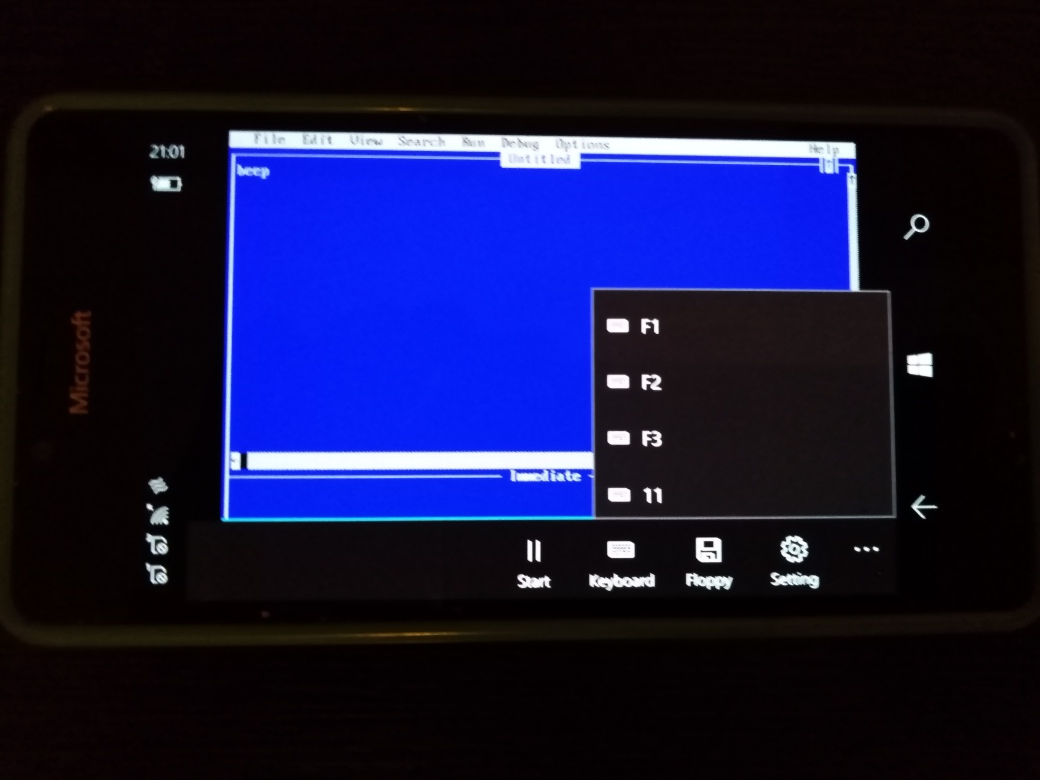 Microsoft
21:01
File Edit View Search Run Debug Options Help
Untitled
beep
Immediate
F1
F2
F3
11
Start Keyboard Floppy Setting ...